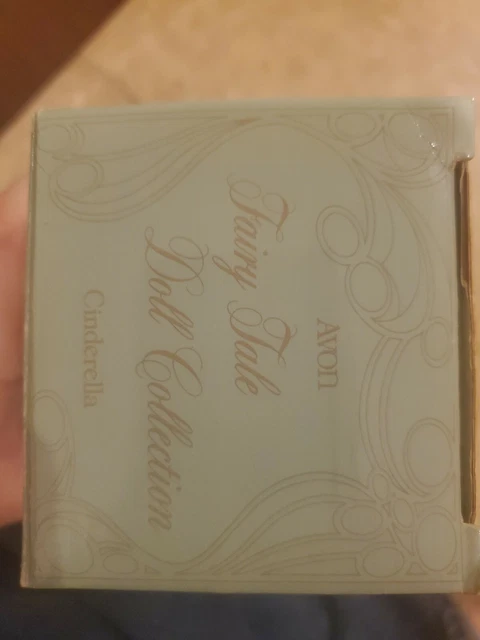 Avon
Fairy Tale
Doll Collection
Cinderella